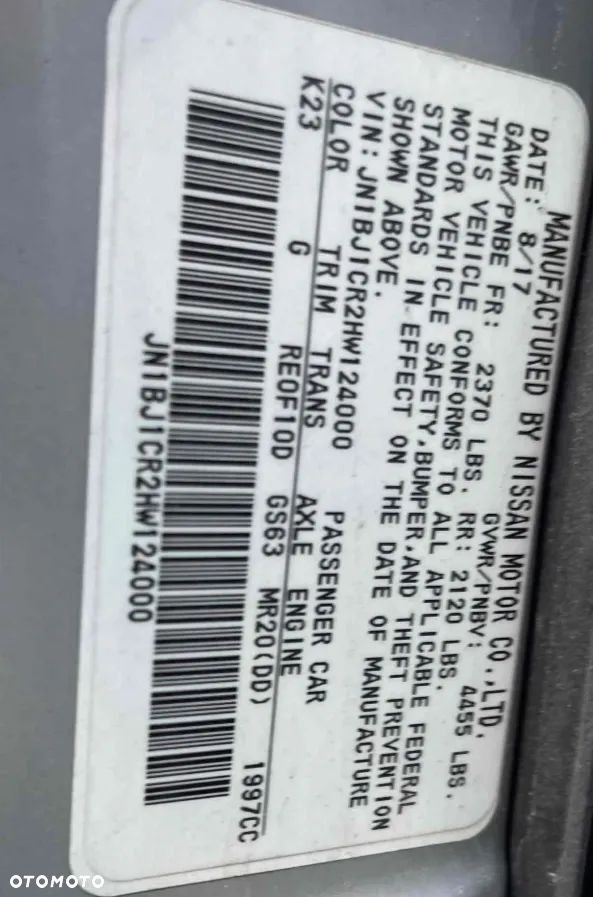 MANUFACTURED BY NISSAN MOTOR CO.,LTD.
DATE: 8/17 GVWR/PNBV: 4455 LBS.
GAWR/PNBE FR: 2370 LBS. RR: 2120 LBS.
THIS VEHICLE CONFORMS TO ALL APPLICABLE FEDERAL
MOTOR VEHICLE SAFETY,BUMPER,AND THEFT PREVENTION
STANDARDS IN EFFECT ON THE DATE OF MANUFACTURE
SHOWN ABOVE.
VIN:JN1BJ1CR2HW124000 PASSENGER CAR
COLOR TRIM TRANS AXLE ENGINE
K23 G RE0F10D GS63 MR20(DD) 1997CC
JN1BJ1CR2HW124000
OTOMOTO